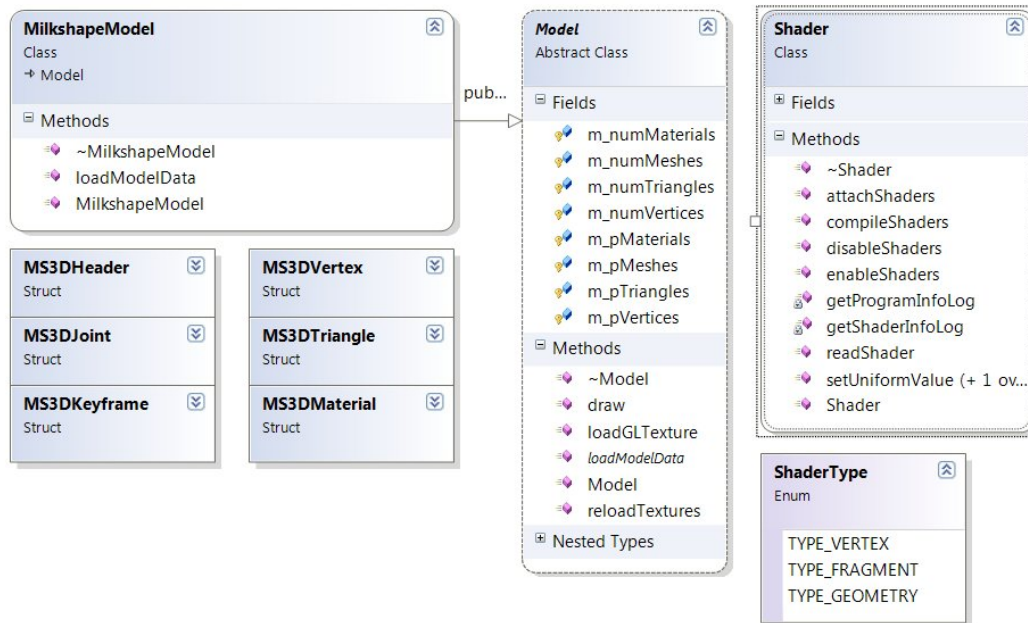 MilkshapeModel
Class
Model
Methods
~MilkshapeModel
loadModelData
MilkshapeModel
pub...
MS3DHeader
Struct
MS3DJoint
Struct
MS3DKeyframe
Struct
MS3DVertex
Struct
MS3DTriangle
Struct
MS3DMaterial
Struct
Model
Abstract Class
Fields
m_numMaterials
m_numMeshes
m_numTriangles
m_numVertices
m_pMaterials
m_pMeshes
m_pTriangles
m_pVertices
Methods
~Model
draw
loadGLTexture
loadModelData
Model
reloadTextures
Nested Types
Shader
Class
Fields
Methods
~Shader
attachShaders
compileShaders
disableShaders
enableShaders
getProgramInfoLog
getShaderInfoLog
readShader
setUniformValue (+ 1 ov...
Shader
ShaderType
Enum
TYPE_VERTEX
TYPE_FRAGMENT
TYPE_GEOMETRY